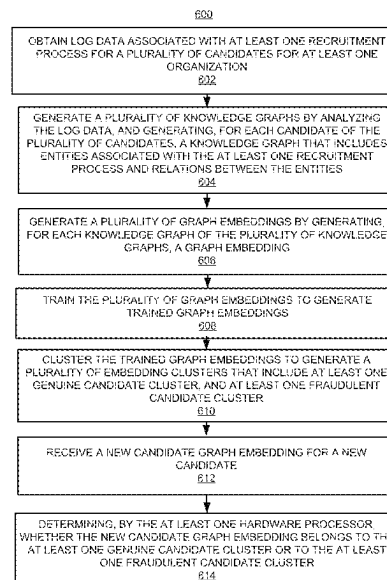 600
OBTAIN LOG DATA ASSOCIATED WITH AT LEAST ONE RECRUITMENT
PROCESS FOR A PLURALITY OF CANDIDATES FOR AT LEAST ONE
ORGANIZATION
602
GENERATE A PLURALITY OF KNOWLEDGE GRAPHS BY ANALYZING
THE LOG DATA, AND GENERATING, FOR EACH CANDIDATE OF THE
PLURALITY OF CANDIDATES, A KNOWLEDGE GRAPH THAT INCLUDES
ENTITIES ASSOCIATED WITH THE AT LEAST ONE RECRUITMENT
PROCESS AND RELATIONS BETWEEN THE ENTITIES
604
GENERATE A PLURALITY OF GRAPH EMBEDDINGS BY GENERATING,
FOR EACH KNOWLEDGE GRAPH OF THE PLURALITY OF KNOWLEDGE
GRAPHS, A GRAPH EMBEDDING
606
TRAIN THE PLURALITY OF GRAPH EMBEDDINGS TO GENERATE
TRAINED GRAPH EMBEDDINGS
608
CLUSTER THE TRAINED GRAPH EMBEDDINGS TO GENERATE A
PLURALITY OF EMBEDDING CLUSTERS THAT INCLUDE AT LEAST ONE
GENUINE CANDIDATE CLUSTER, AND AT LEAST ONE FRAUDULENT
CANDIDATE CLUSTER
610
RECEIVE A NEW CANDIDATE GRAPH EMBEDDING FOR A NEW
CANDIDATE
612
DETERMINING, BY THE AT LEAST ONE HARDWARE PROCESSOR,
WHETHER THE NEW CANDIDATE GRAPH EMBEDDING BELONGS TO THE
AT LEAST ONE GENUINE CANDIDATE CLUSTER OR TO THE AT LEAST
ONE FRAUDULENT CANDIDATE CLUSTER
614